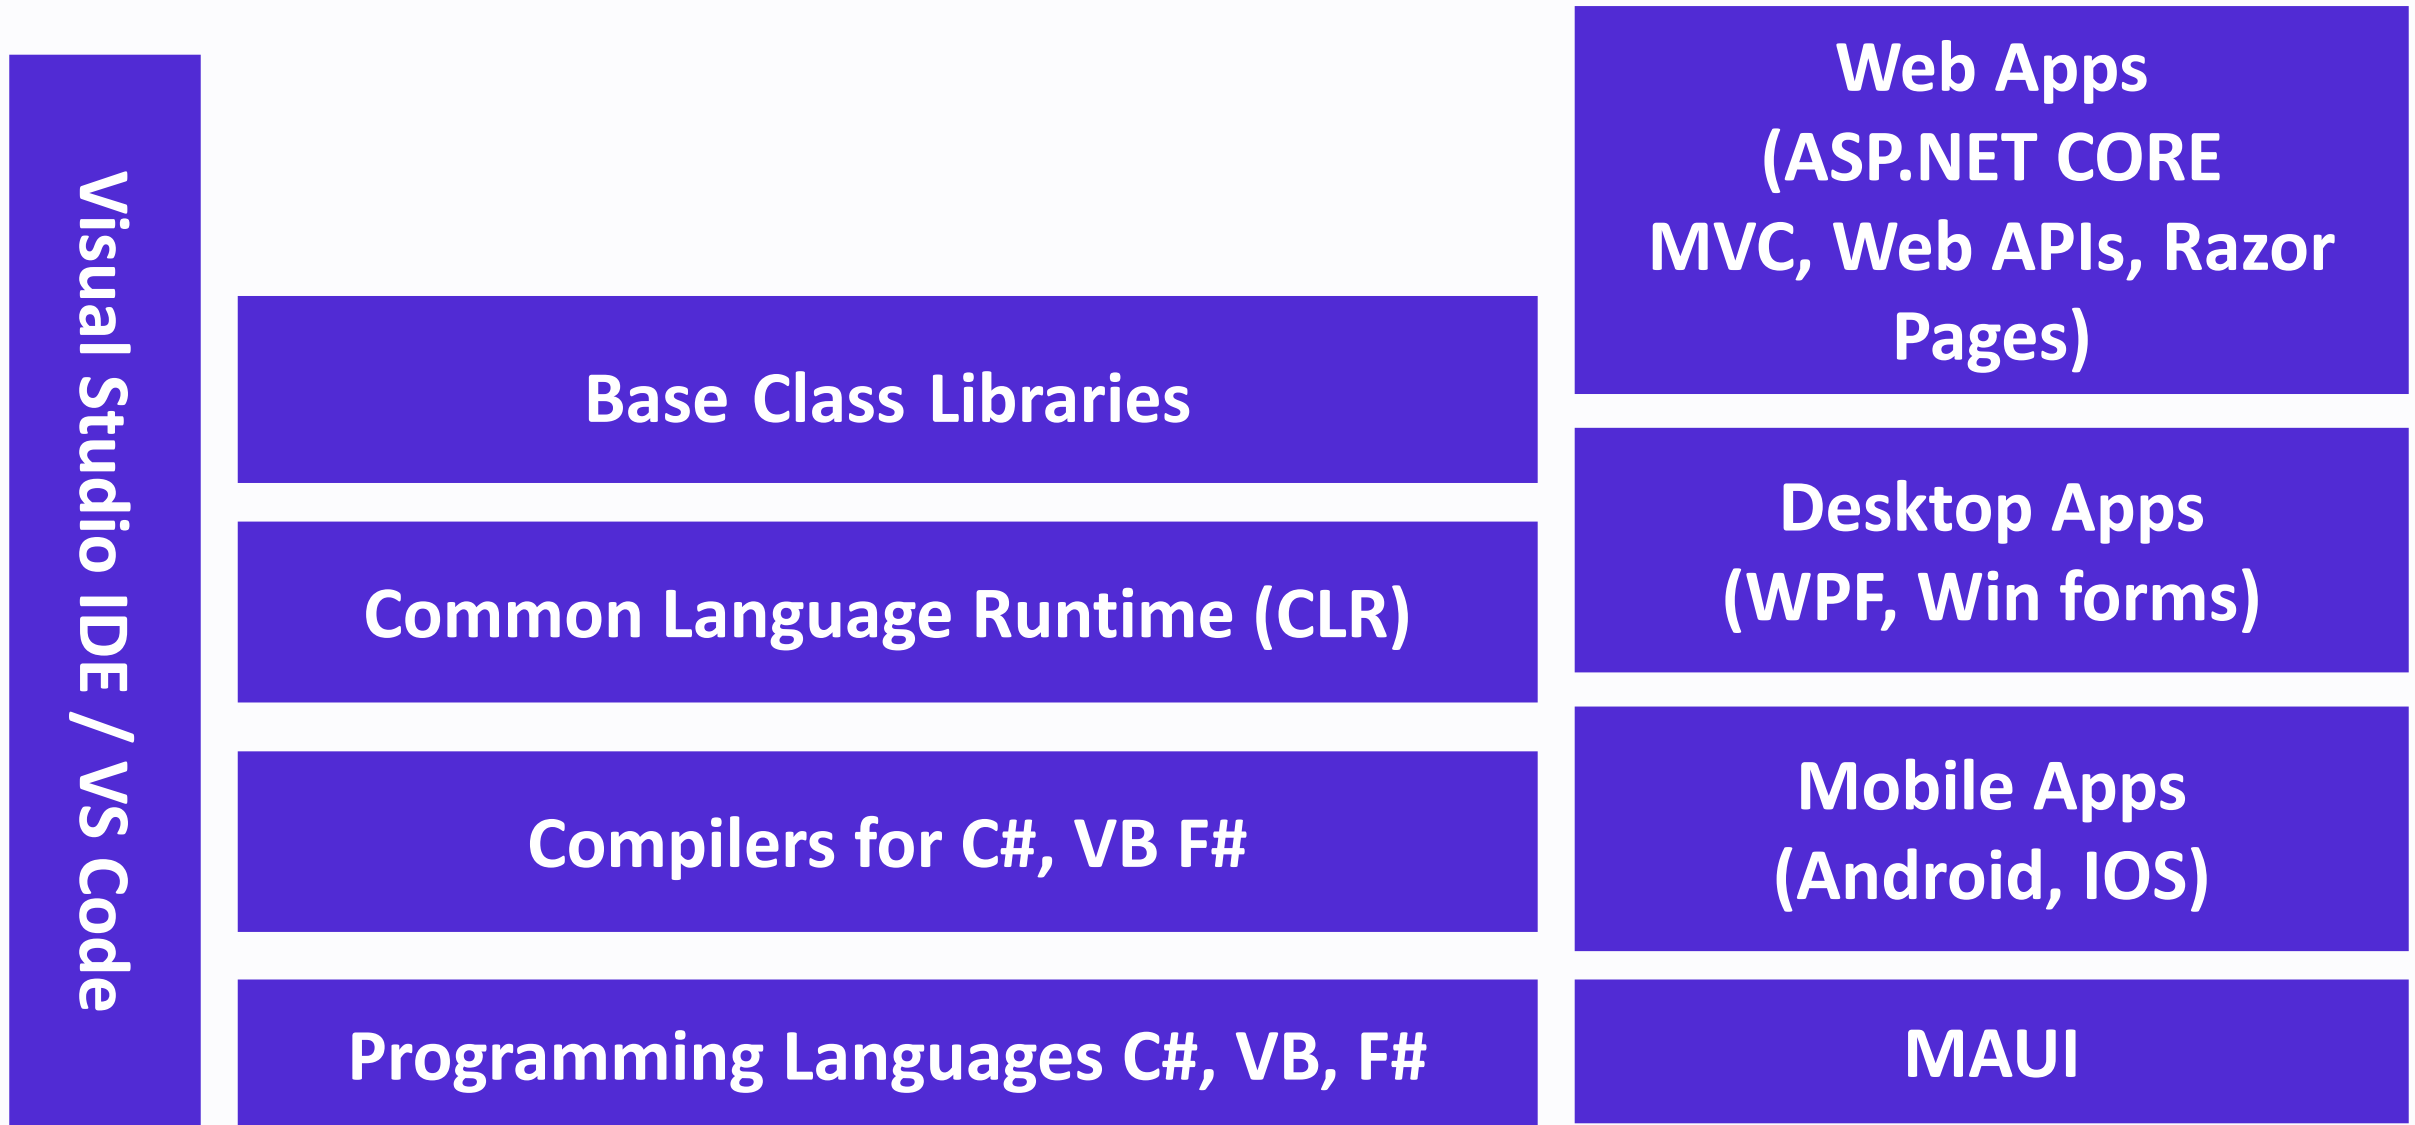 Visual Studio IDE / VS Code
Base Class Libraries
Common Language Runtime (CLR)
Compilers for C#, VB F#
Programming Languages C#, VB, F#
Web Apps
(ASP.NET CORE
MVC, Web APIs, Razor
Pages)
Desktop Apps
(WPF, Win forms)
Mobile Apps
(Android, IOS)
MAUI